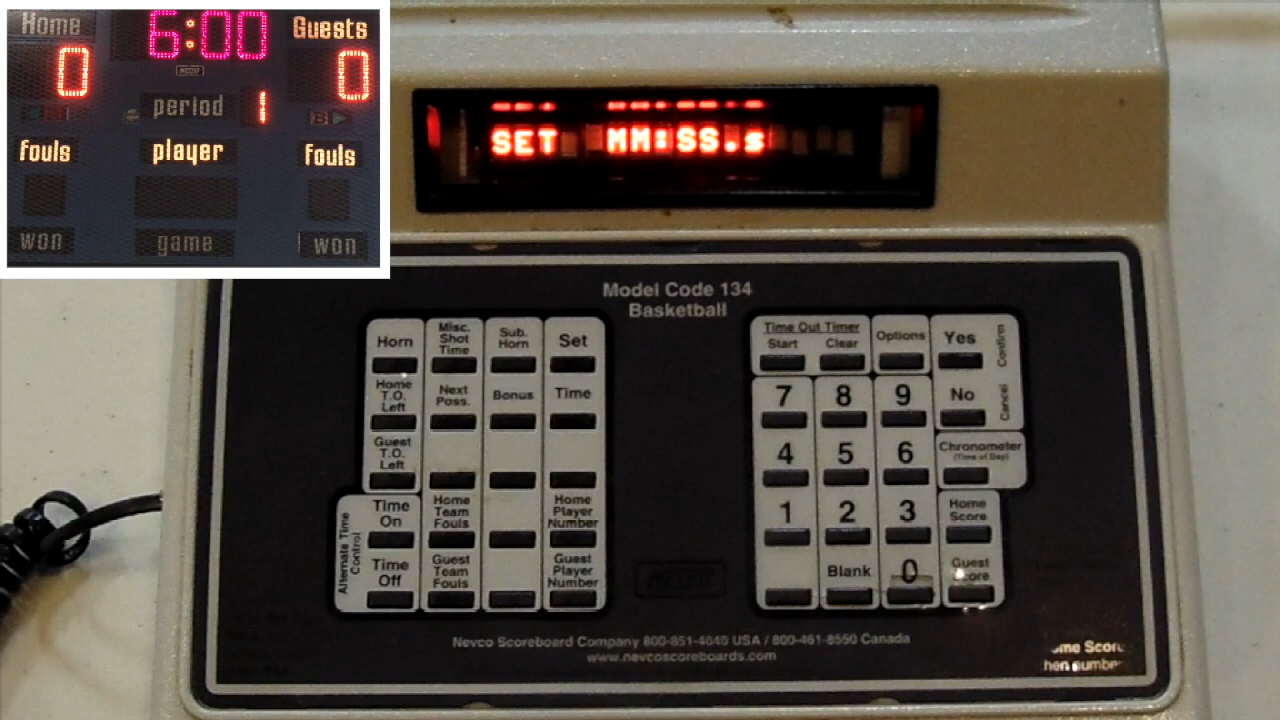 Home 6:00 Guests
0 0
period 1
fouls player fouls
won game won
SET MM:SS.s
Model Code 134
Basketball
Horn
Misc.
Shot
Time
Sub.
Horn
Set
Home
T.O.
Left
Next
Poss.
Bonus
Time
Guest
T.O.
Left
Alternate Time
Control
Time
On
Home
Team
Fouls
Home
Player
Number
Time
Off
Guest
Team
Fouls
Guest
Player
Number
Time Out Timer
Start Clear
Options
Yes
Confirm
7 8 9
No
Cancel
4 5 6
Chronometer
(Time of Day)
1 2 3
Home
Score
Blank 0
Guest
Score
Nevco Scoreboard Company 800-851-4040 USA / 800-461-8550 Canada
www.nevcoscoreboards.com